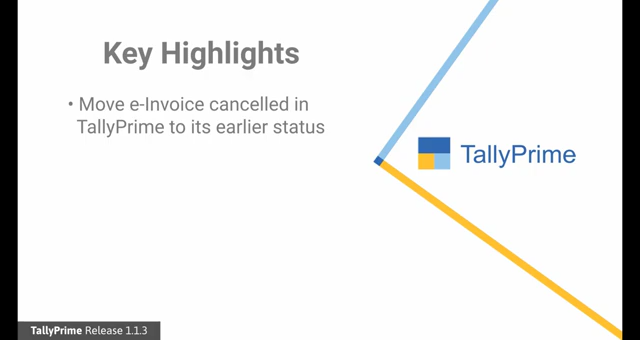 Key Highlights
• Move e-Invoice cancelled in
TallyPrime to its earlier status
TallyPrime
TallyPrime Release 1.1.3